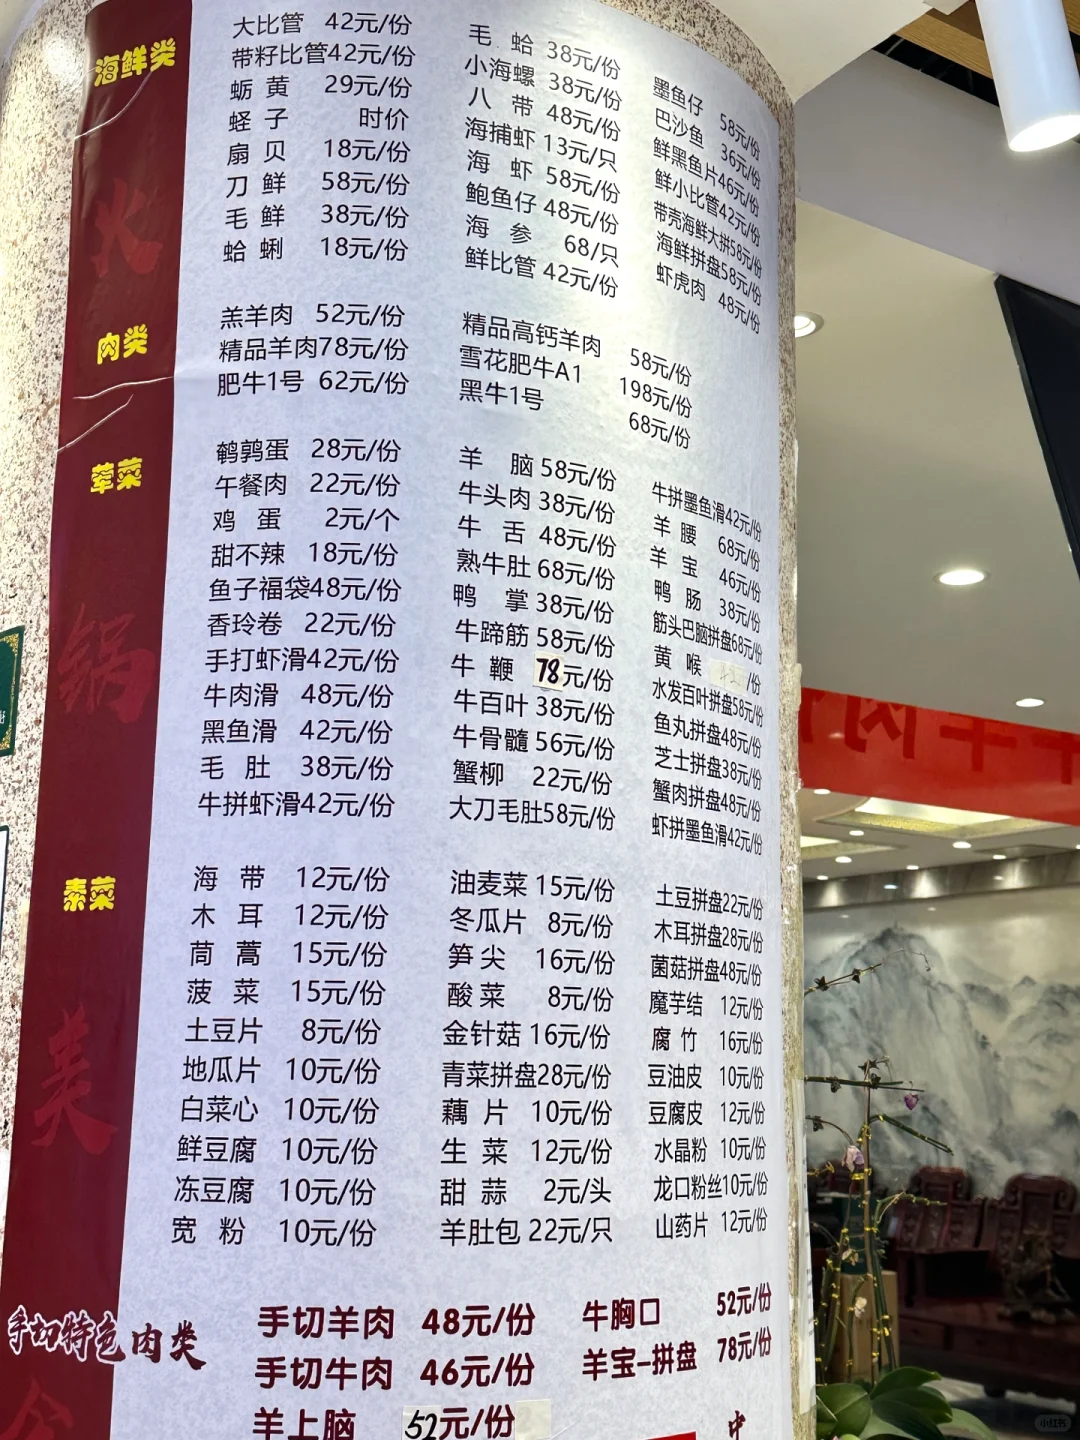 海鲜类
大比管 42元/份
带籽比管42元/份
蛎黄 29元/份
蛏子 时价
扇贝 18元/份
刀鲜 58元/份
毛鲜 38元/份
蛤蜊 18元/份
毛蛤 38元/份
小海螺 38元/份
八带 48元/份
海捕虾 13元/只
海虾 58元/份
鲍鱼仔 48元/份
海参 68/只
鲜比管 42元/份
墨鱼仔 58元/份
巴沙鱼 36元/份
鲜黑鱼片46元/份
鲜小比管42元/份
带壳海鲜大拼58元/份
海鲜拼盘58元/份
虾虎肉 48元/份
肉类
羔羊肉 52元/份
精品羊肉78元/份
肥牛1号 62元/份
精品高钙羊肉 58元/份
雪花肥牛A1 198元/份
黑牛1号 68元/份
荤菜
鹌鹑蛋 28元/份
午餐肉 22元/份
鸡蛋 2元/个
甜不辣 18元/份
鱼子福袋48元/份
香玲卷 22元/份
手打虾滑42元/份
牛肉滑 48元/份
黑鱼滑 42元/份
毛肚 38元/份
牛拼虾滑42元/份
羊脑 58元/份
牛头肉 38元/份
牛舌 48元/份
熟牛肚 68元/份
鸭掌 38元/份
牛蹄筋 58元/份
牛鞭 78元/份
牛百叶 38元/份
牛骨髓 56元/份
蟹柳 22元/份
大刀毛肚58元/份
牛拼墨鱼滑42元/份
羊腰 68元/份
羊宝 46元/份
鸭肠 38元/份
筋头巴脑拼盘68元/份
黄喉 /份
水发百叶拼盘58元/份
鱼丸拼盘48元/份
芝士拼盘38元/份
蟹肉拼盘48元/份
虾拼墨鱼滑42元/份
素菜
海带 12元/份
木耳 12元/份
茼蒿 15元/份
菠菜 15元/份
土豆片 8元/份
地瓜片 10元/份
白菜心 10元/份
鲜豆腐 10元/份
冻豆腐 10元/份
宽粉 10元/份
油麦菜 15元/份
冬瓜片 8元/份
笋尖 16元/份
酸菜 8元/份
金针菇 16元/份
青菜拼盘28元/份
藕片 10元/份
生菜 12元/份
甜蒜 2元/头
羊肚包 22元/只
土豆拼盘22元/份
木耳拼盘28元/份
菌菇拼盘48元/份
魔芋结 12元/份
腐竹 16元/份
豆油皮 10元/份
豆腐皮 12元/份
水晶粉 10元/份
龙口粉丝10元/份
山药片 12元/份
手切特色肉类
手切羊肉 48元/份
手切牛肉 46元/份
羊上脑 52元/份
牛胸口 52元/份
羊宝-拼盘 78元/份
中
火
锅
美
小红书